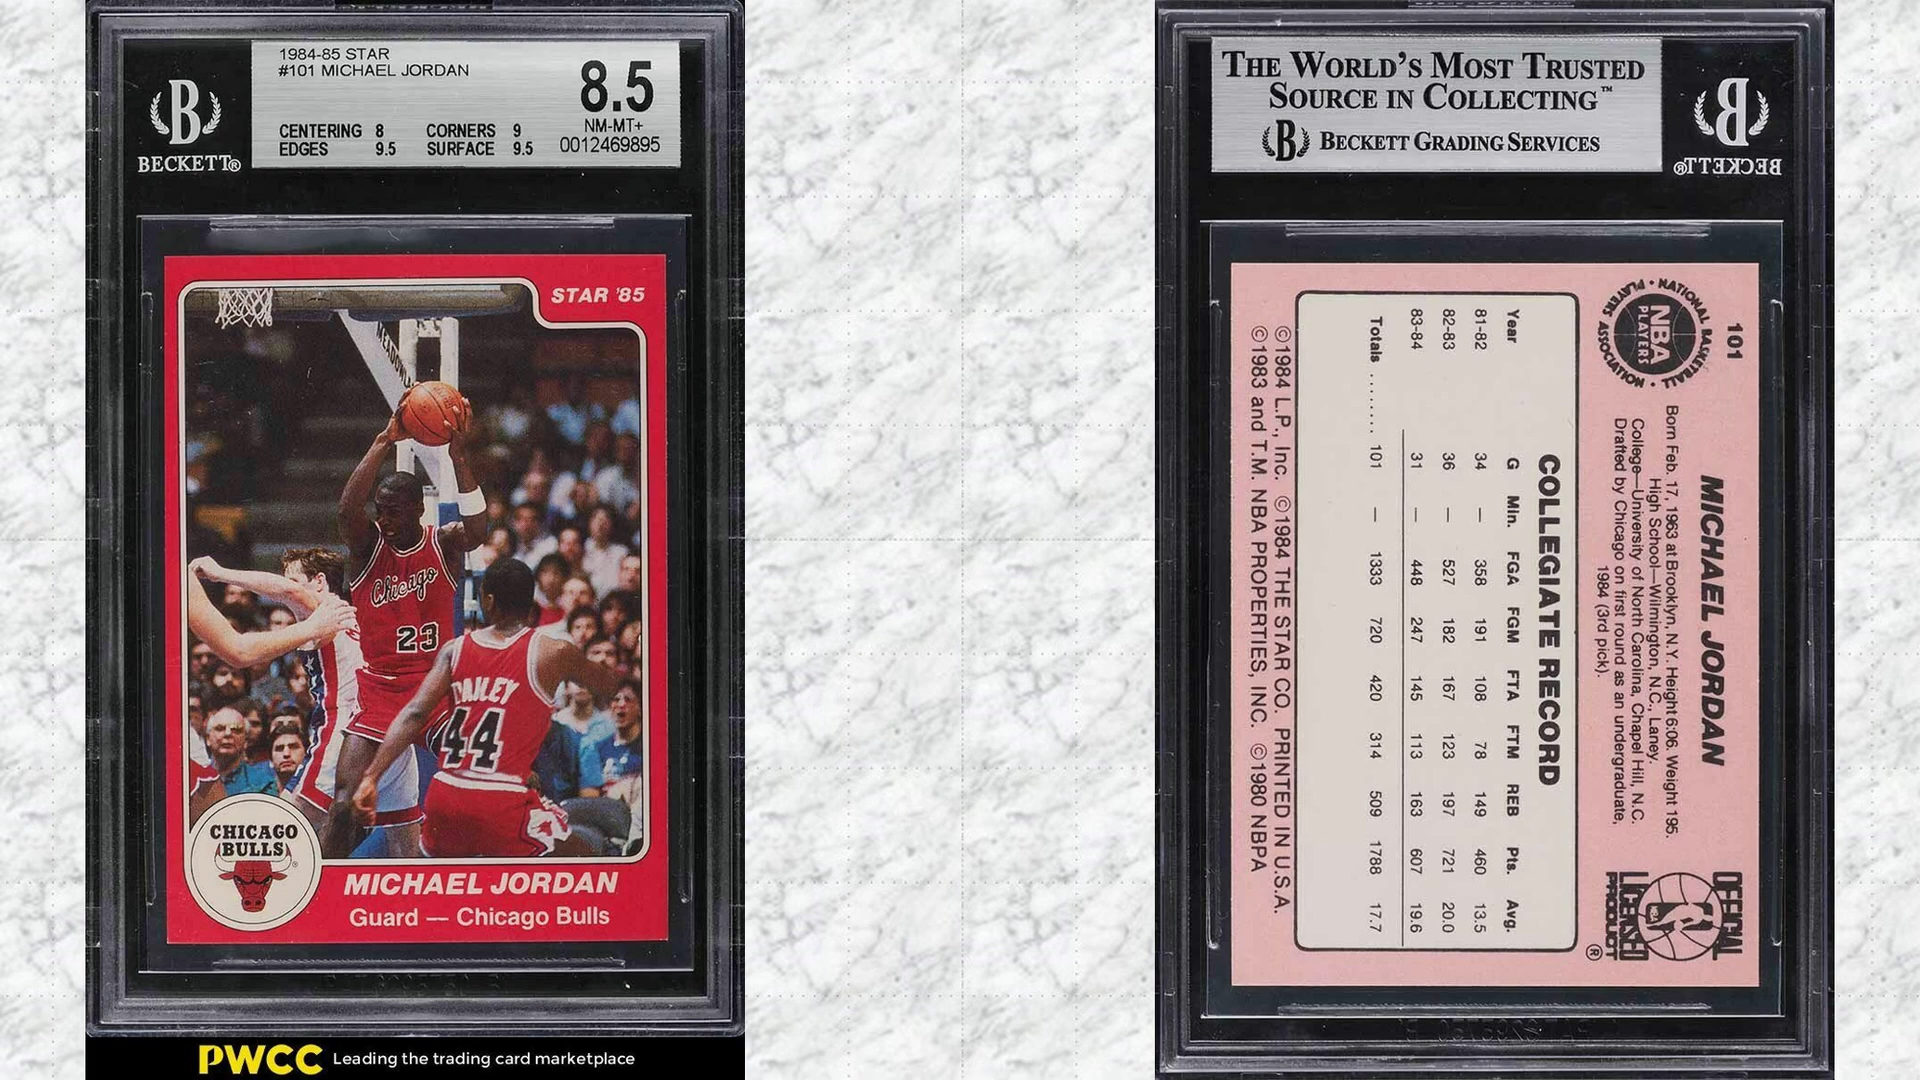 1984-85 STAR
#101 MICHAEL JORDAN
8.5
CENTERING 8 CORNERS 9 NM-MT+
EDGES 9.5 SURFACE 9.5 0012469895
B
BECKETT®
STAR '85
MEADOWLA
Chicago
23
DAILEY
44
CHICAGO
BULLS
®
MICHAEL JORDAN
Guard — Chicago Bulls
PWCC Leading the trading card marketplace
THE WORLD'S MOST TRUSTED
SOURCE IN COLLECTING™
B BECKETT GRADING SERVICES
B
BECKETT®
101
NATIONAL BASKETBALL PLAYERS ASSOCIATION
NBA
PLAYERS
MICHAEL JORDAN
Born Feb. 17, 1963 at Brooklyn, N.Y. Height 6:06. Weight 195.
High School—Wilmington, N.C., Laney.
College—University of North Carolina, Chapel Hill, N.C.
Drafted by Chicago on first round as an undergraduate,
1984 (3rd pick).
OFFICIAL
NBA
LICENSED
PRODUCT
®
COLLEGIATE RECORD
Year G Min. FGA FGM FTA FTM REB Pts. Avg.
81-82 34 — 358 191 108 78 149 460 13.5
82-83 36 — 527 182 167 123 197 721 20.0
83-84 31 — 448 247 145 113 163 607 19.6
Totals ........ 101 — 1333 720 420 314 509 1788 17.7
©1984 L.P., Inc. ©1984 THE STAR CO. PRINTED IN U.S.A.
©1983 and T.M. NBA PROPERTIES, INC. ©1980 NBPA